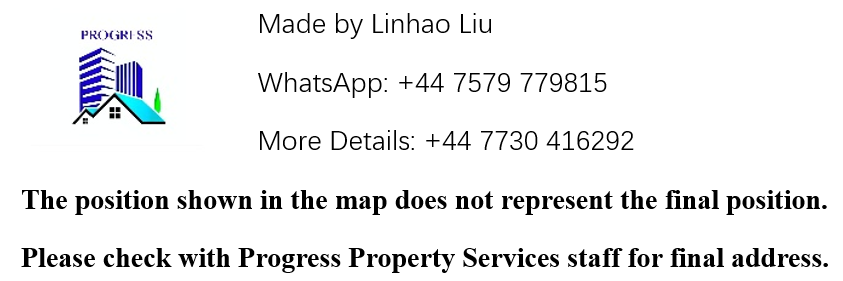 PROGRESS
Made by Linhao Liu
WhatsApp: +44 7579 779815
More Details: +44 7730 416292
The position shown in the map does not represent the final position.
Please check with Progress Property Services staff for final address.